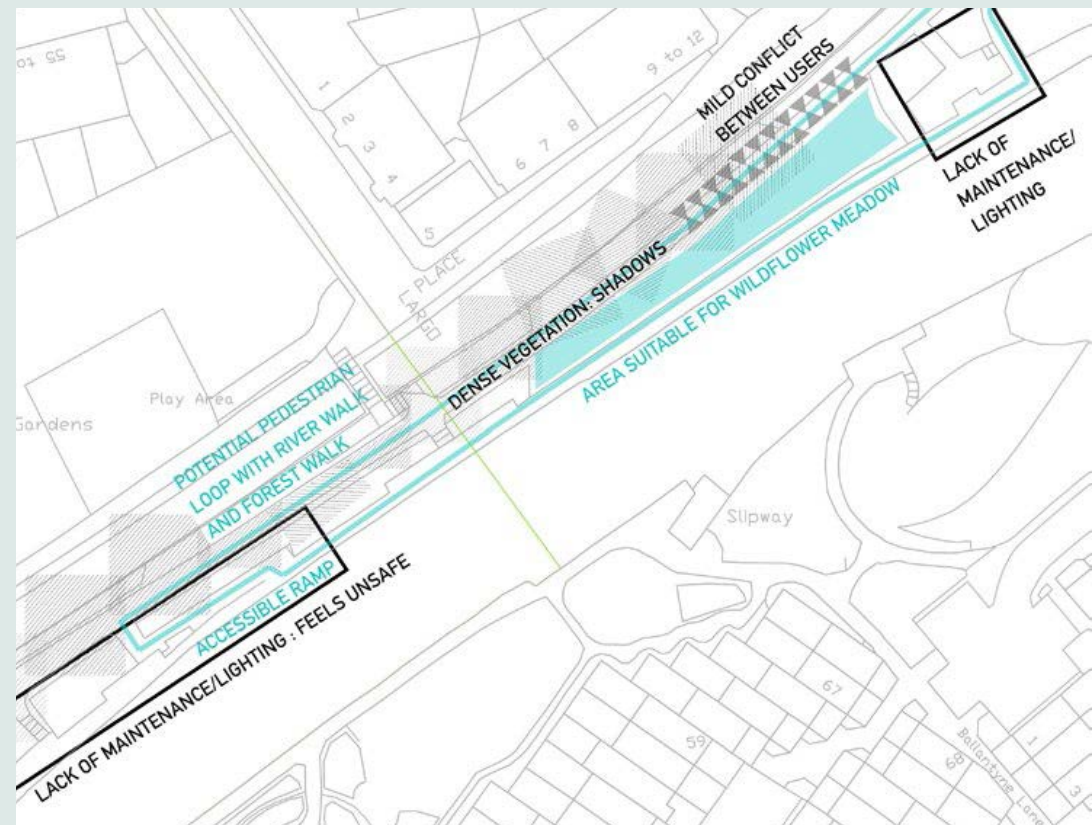 55 to
1
2
3
4
5
6 7 8
9 to 12
MILD CONFLICT
BETWEEN USERS
LACK OF
MAINTENANCE/
LIGHTING
PLACE
LARGO
DENSE VEGETATION: SHADOWS
AREA SUITABLE FOR WILDFLOWER MEADOW
Play Area
Gardens
POTENTIAL PEDESTRIAN
LOOP WITH RIVER WALK
AND FOREST WALK
ACCESSIBLE RAMP
LACK OF MAINTENANCE/LIGHTING : FEELS UNSAFE
Slipway
67
59
68
Ballantyne Lane
1
3